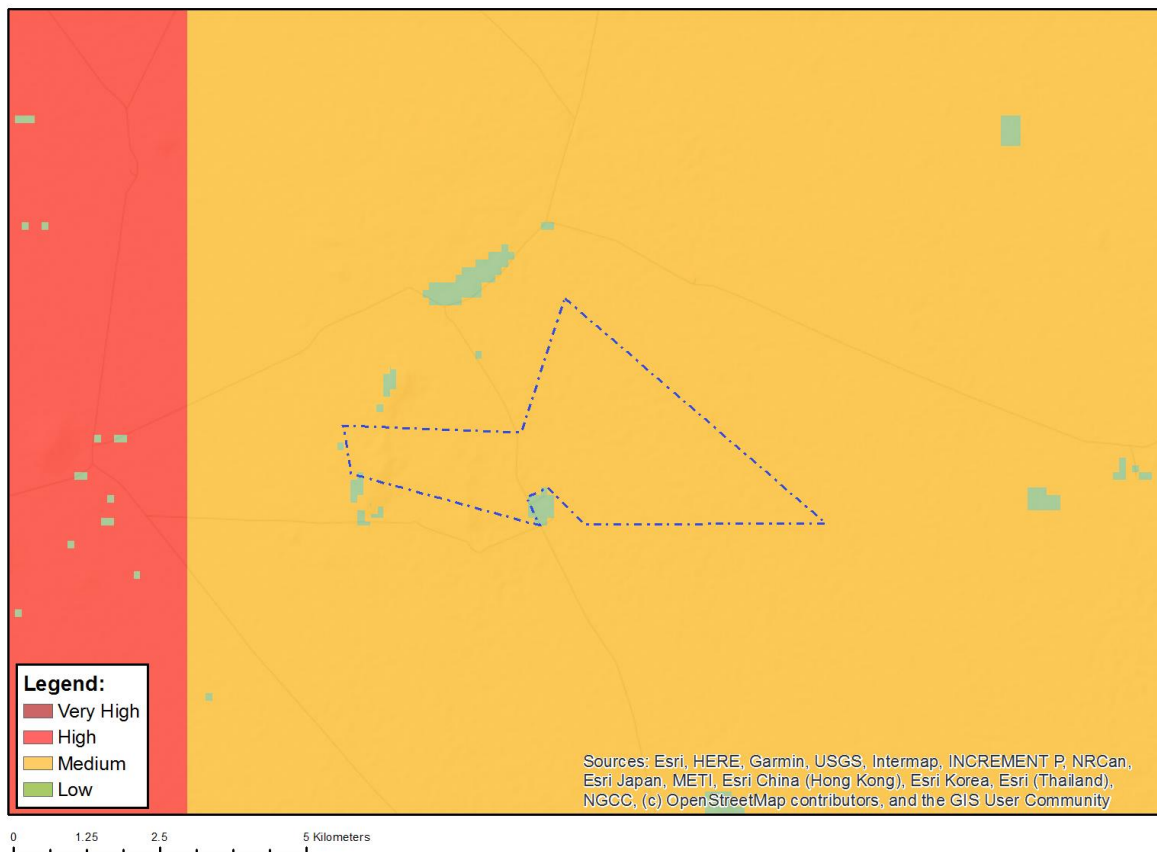 Legend:
Very High
High
Medium
Low
Sources: Esri, HERE, Garmin, USGS, Intermap, INCREMENT P, NRCan,
Esri Japan, METI, Esri China (Hong Kong), Esri Korea, Esri (Thailand),
NGCC, (c) OpenStreetMap contributors, and the GIS User Community
0 1.25 2.5 5 Kilometers